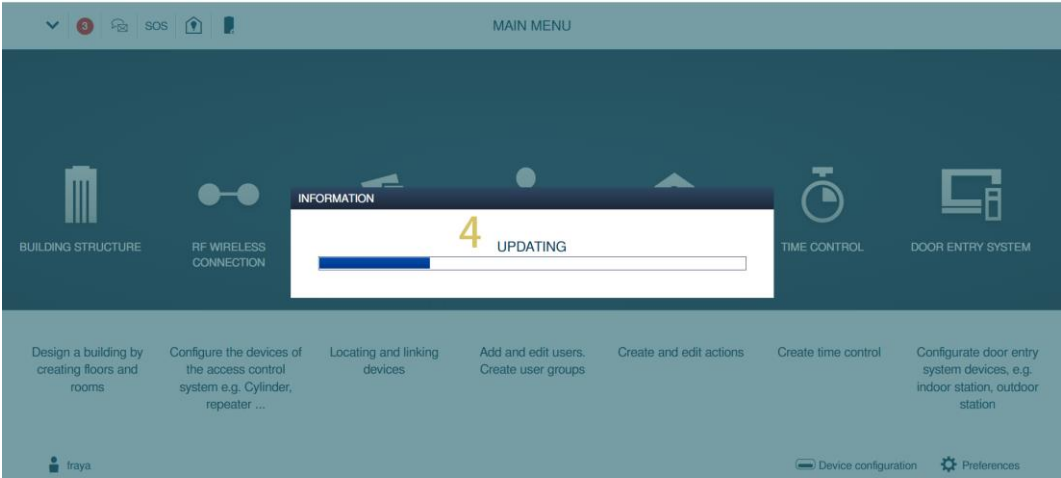 3
SOS
MAIN MENU
INFORMATION
4
UPDATING
BUILDING STRUCTURE
RF WIRELESS
CONNECTION
TIME CONTROL
DOOR ENTRY SYSTEM
Design a building by
creating floors and
rooms
Configure the devices of
the access control
system e.g. Cylinder,
repeater ...
Locating and linking
devices
Add and edit users.
Create user groups
Create and edit actions
Create time control
Configurate door entry
system devices, e.g.
indoor station, outdoor
station
fraya
Device configuration
Preferences